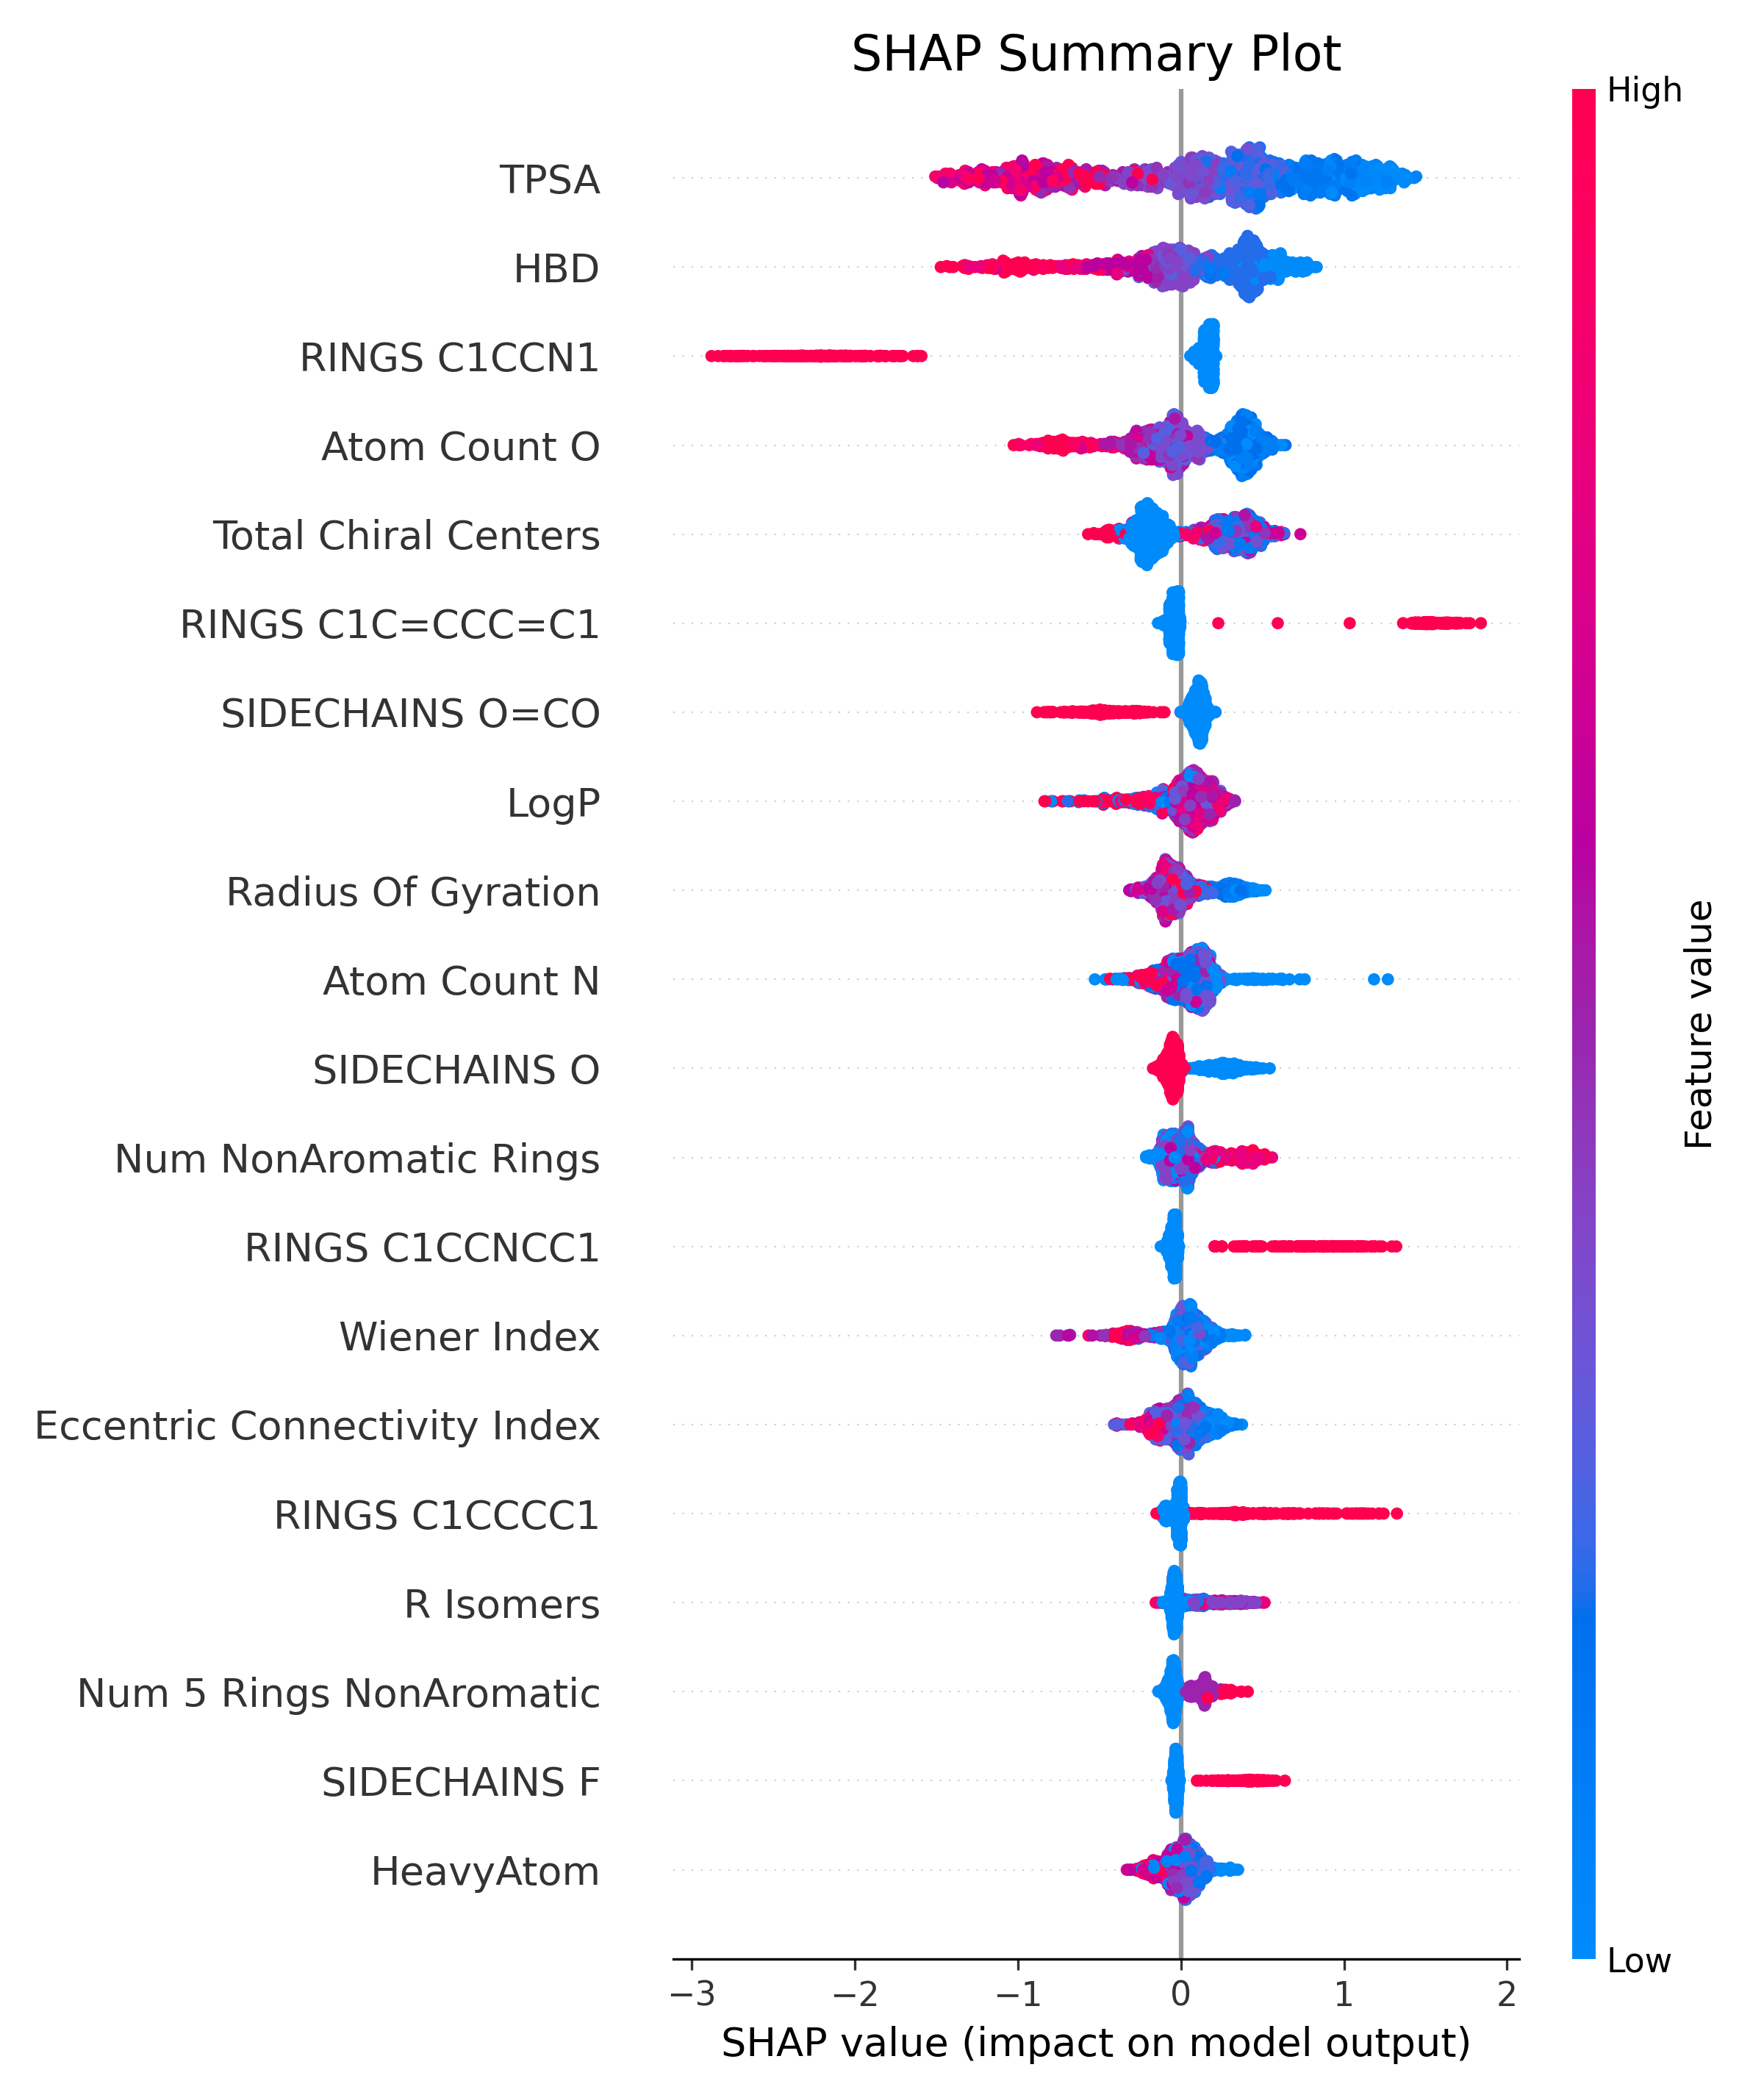 SHAP Summary Plot
High
TPSA
HBD
RINGS C1CCN1
Atom Count O
Total Chiral Centers
RINGS C1C=CCC=C1
SIDECHAINS O=CO
LogP
Radius Of Gyration
Atom Count N
SIDECHAINS O
Num NonAromatic Rings
RINGS C1CCNCC1
Wiener Index
Eccentric Connectivity Index
RINGS C1CCCC1
R Isomers
Num 5 Rings NonAromatic
SIDECHAINS F
HeavyAtom
Feature value
Low
−3 −2 −1 0 1 2
SHAP value (impact on model output)